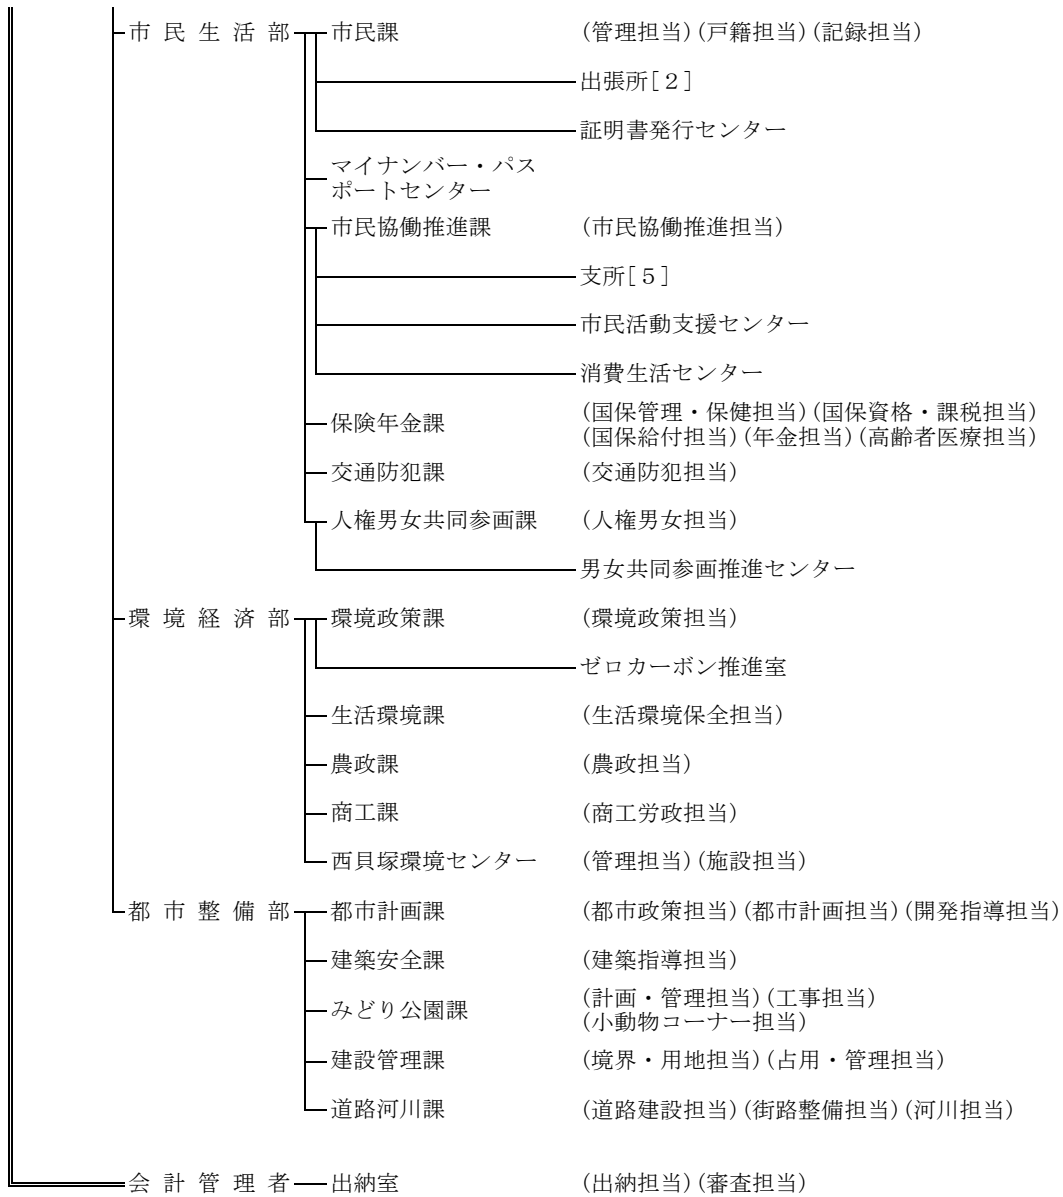 市民生活部 市民課 (管理担当)(戸籍担当)(記録担当)
出張所[２]
証明書発行センター
マイナンバー・パス
ポートセンター
市民協働推進課 (市民協働推進担当)
支所[５]
市民活動支援センター
消費生活センター
保険年金課 (国保管理・保健担当)(国保資格・課税担当)
(国保給付担当)(年金担当)(高齢者医療担当)
交通防犯課 (交通防犯担当)
人権男女共同参画課 (人権男女担当)
男女共同参画推進センター
環境経済部 環境政策課 (環境政策担当)
ゼロカーボン推進室
生活環境課 (生活環境保全担当)
農政課 (農政担当)
商工課 (商工労政担当)
西貝塚環境センター (管理担当)(施設担当)
都市整備部 都市計画課 (都市政策担当)(都市計画担当)(開発指導担当)
建築安全課 (建築指導担当)
みどり公園課 (計画・管理担当)(工事担当)
(小動物コーナー担当)
建設管理課 (境界・用地担当)(占用・管理担当)
道路河川課 (道路建設担当)(街路整備担当)(河川担当)
会計管理者 出納室 (出納担当)(審査担当)